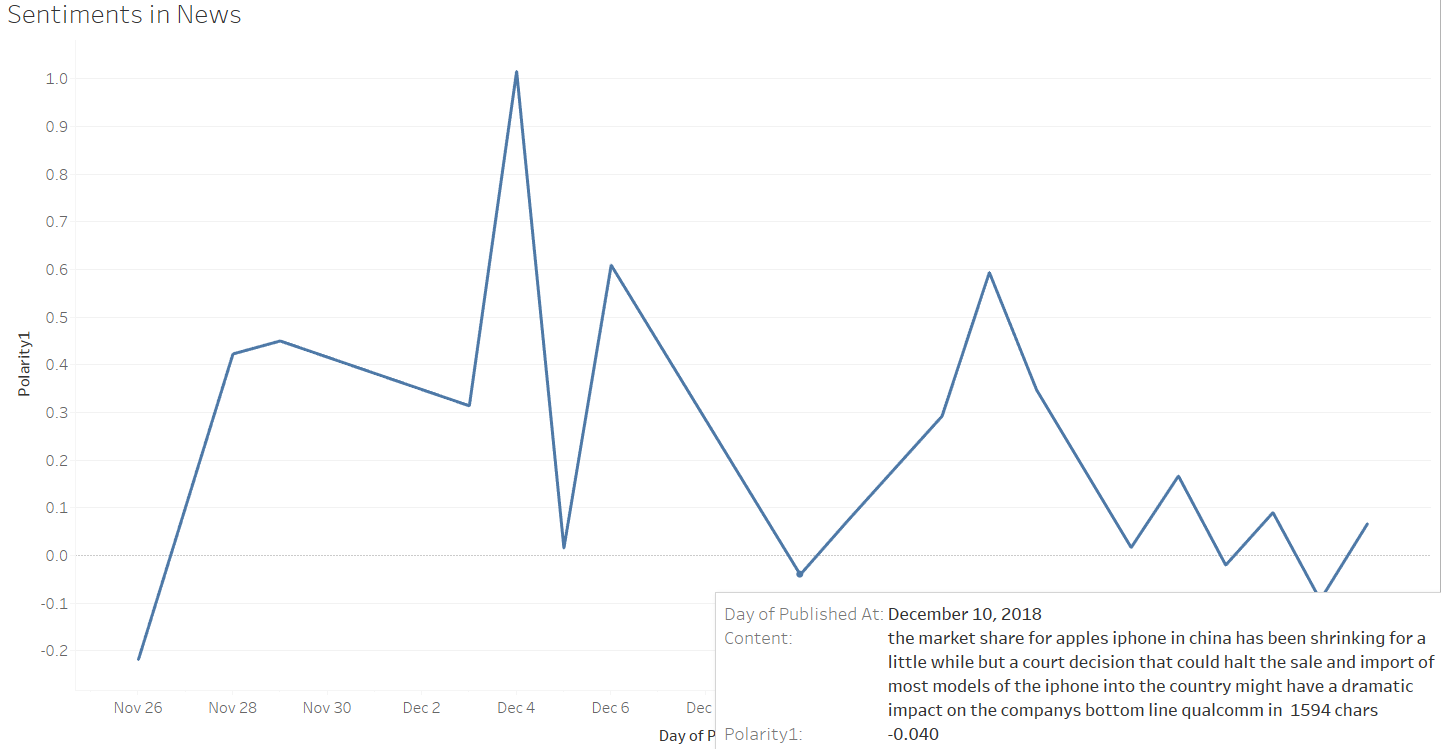 Sentiments in News
1.0
0.9
0.8
0.7
0.6
0.5
0.4
0.3
0.2
0.1
0.0
-0.1
-0.2
Polarity1
Nov 26 Nov 28 Nov 30 Dec 2 Dec 4 Dec 6 Dec
Day of P
Day of Published At: December 10, 2018
Content: the market share for apples iphone in china has been shrinking for a
little while but a court decision that could halt the sale and import of
most models of the iphone into the country might have a dramatic
impact on the companys bottom line qualcomm in 1594 chars
Polarity1: -0.040